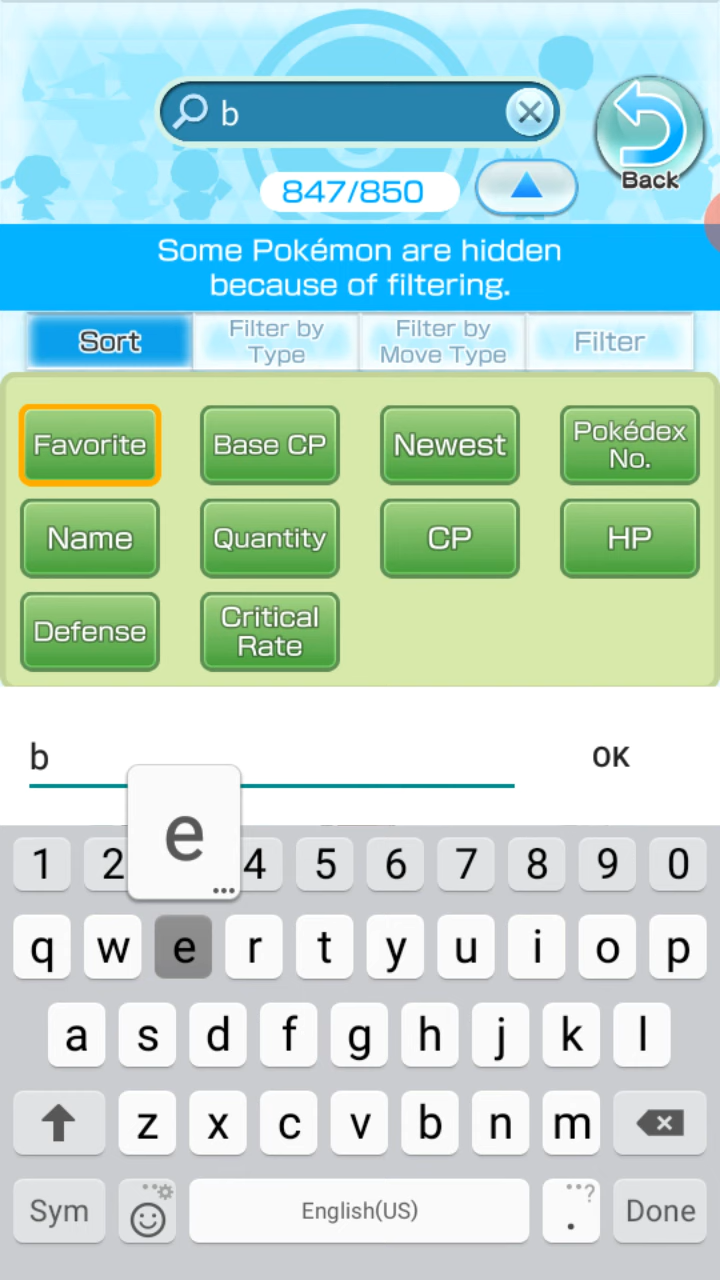 b
847/850
Back
Some Pokémon are hidden
because of filtering.
Sort
Filter by
Type
Filter by
Move Type
Filter
Favorite
Base CP
Newest
Pokédex
No.
Name
Quantity
CP
HP
Defense
Critical
Rate
b
OK
e
...
1 2 4 5 6 7 8 9 0
q w e r t y u i o p
a s d f g h j k l
z x c v b n m
Sym
English(US)
?
.
Done